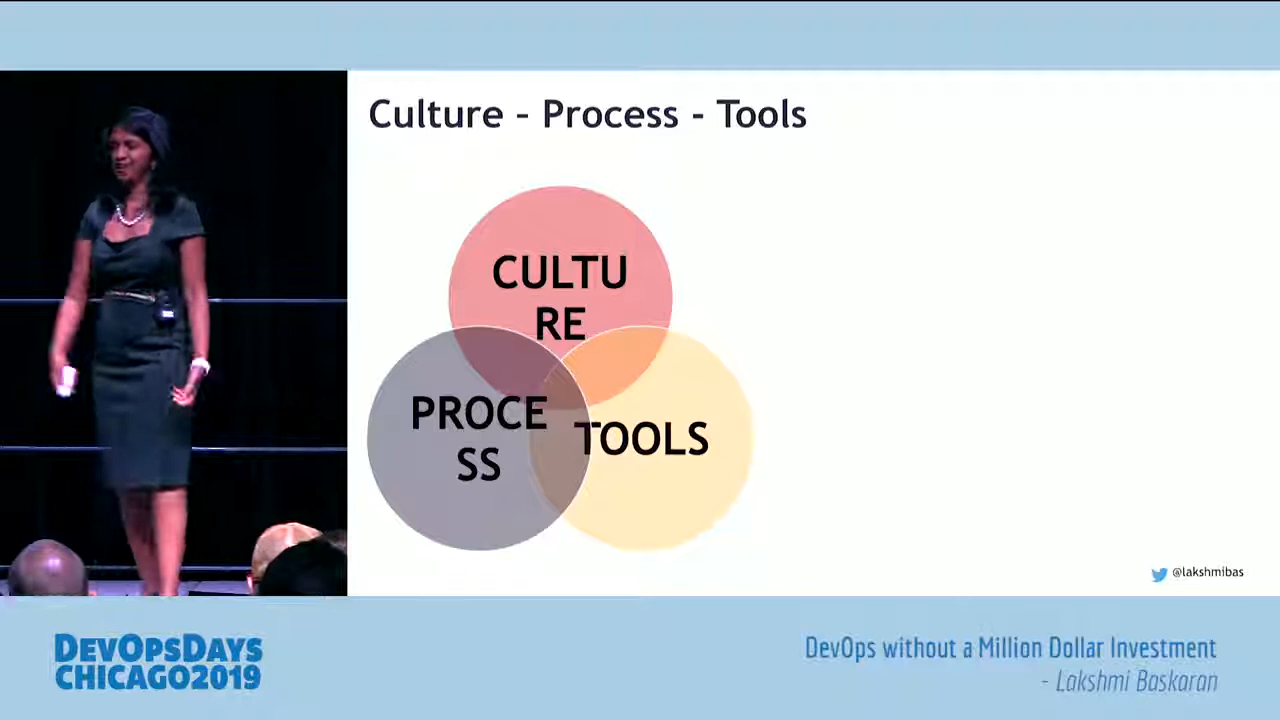 Culture - Process - Tools
CULTU
RE
PROCE
SS
TOOLS
@lakshmibas
DEVOPSDAYS
CHICAGO2019
DevOps without a Million Dollar Investment
- Lakshmi Baskaran